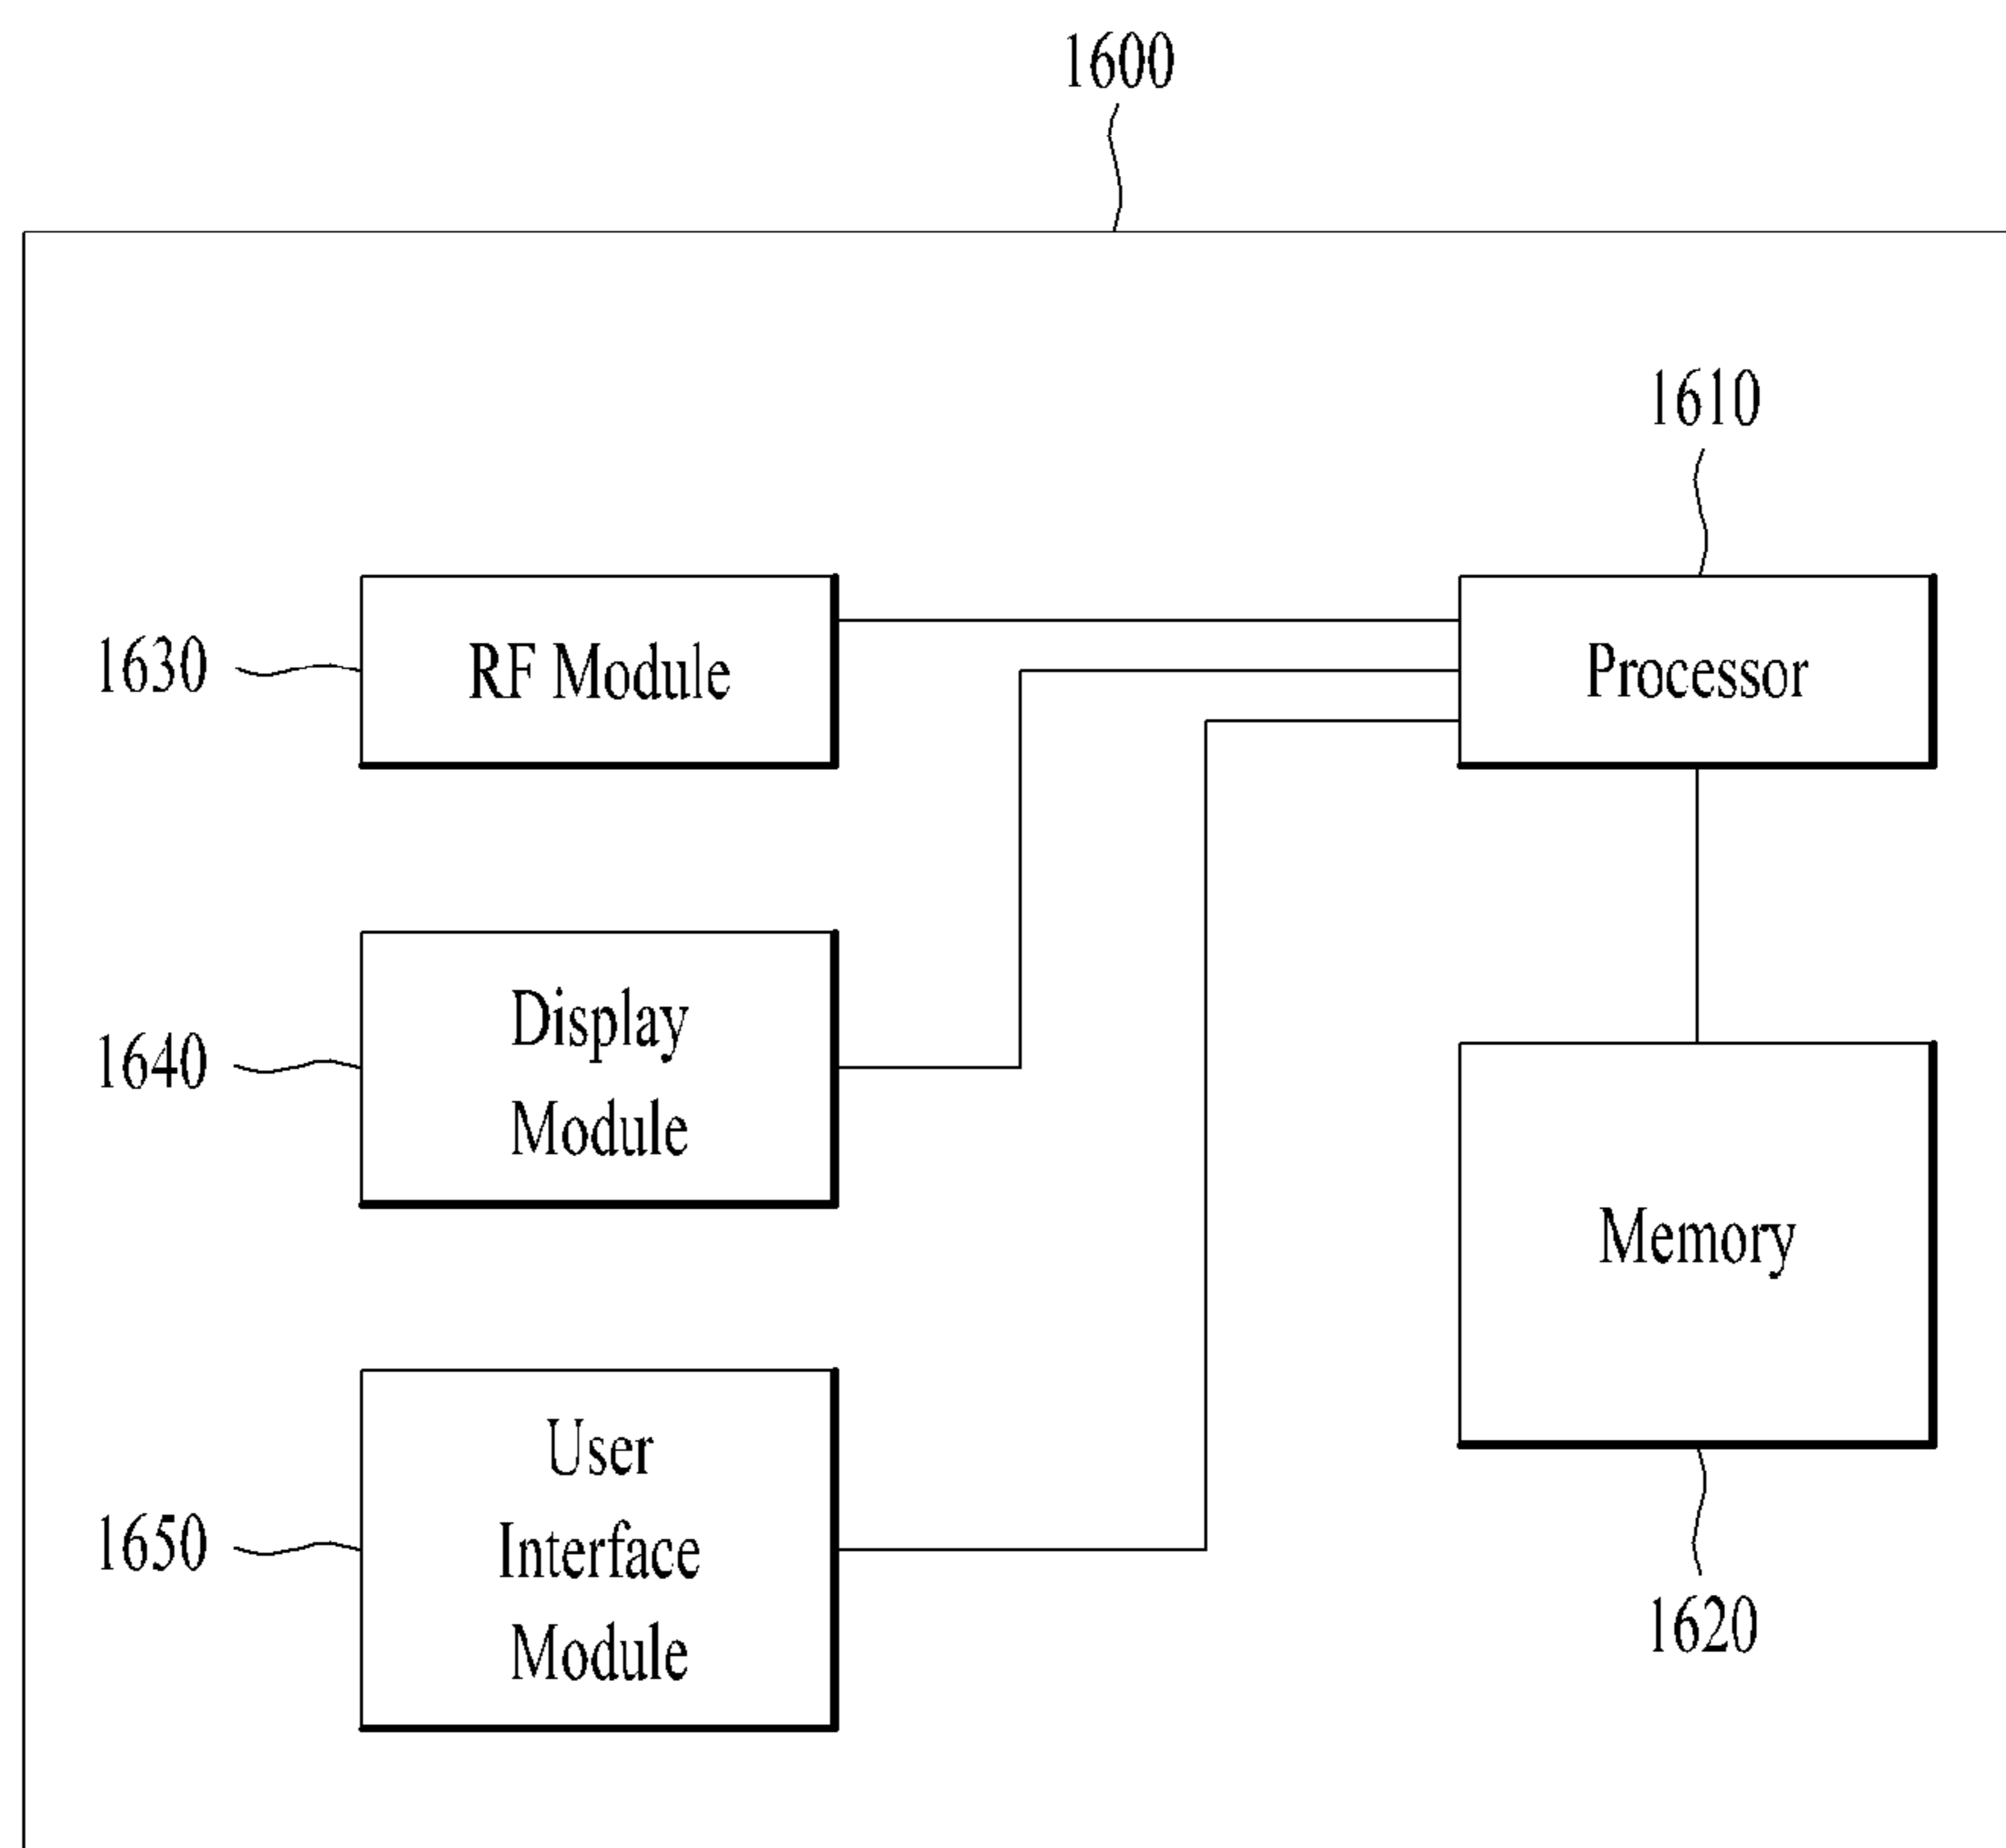 1600
1610
1630
RF Module
Processor
1640
Display
Module
Memory
1650
User
Interface
Module
1620